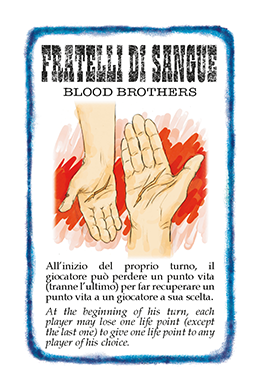 FRATELLI DI SANGUE
BLOOD BROTHERS
All'inizio del proprio turno, il
giocatore può perdere un punto vita
(tranne l'ultimo) per far recuperare un
punto vita a un giocatore a sua scelta.
At the beginning of his turn, each
player may lose one life point (except
the last one) to give one life point to any
player of his choice.